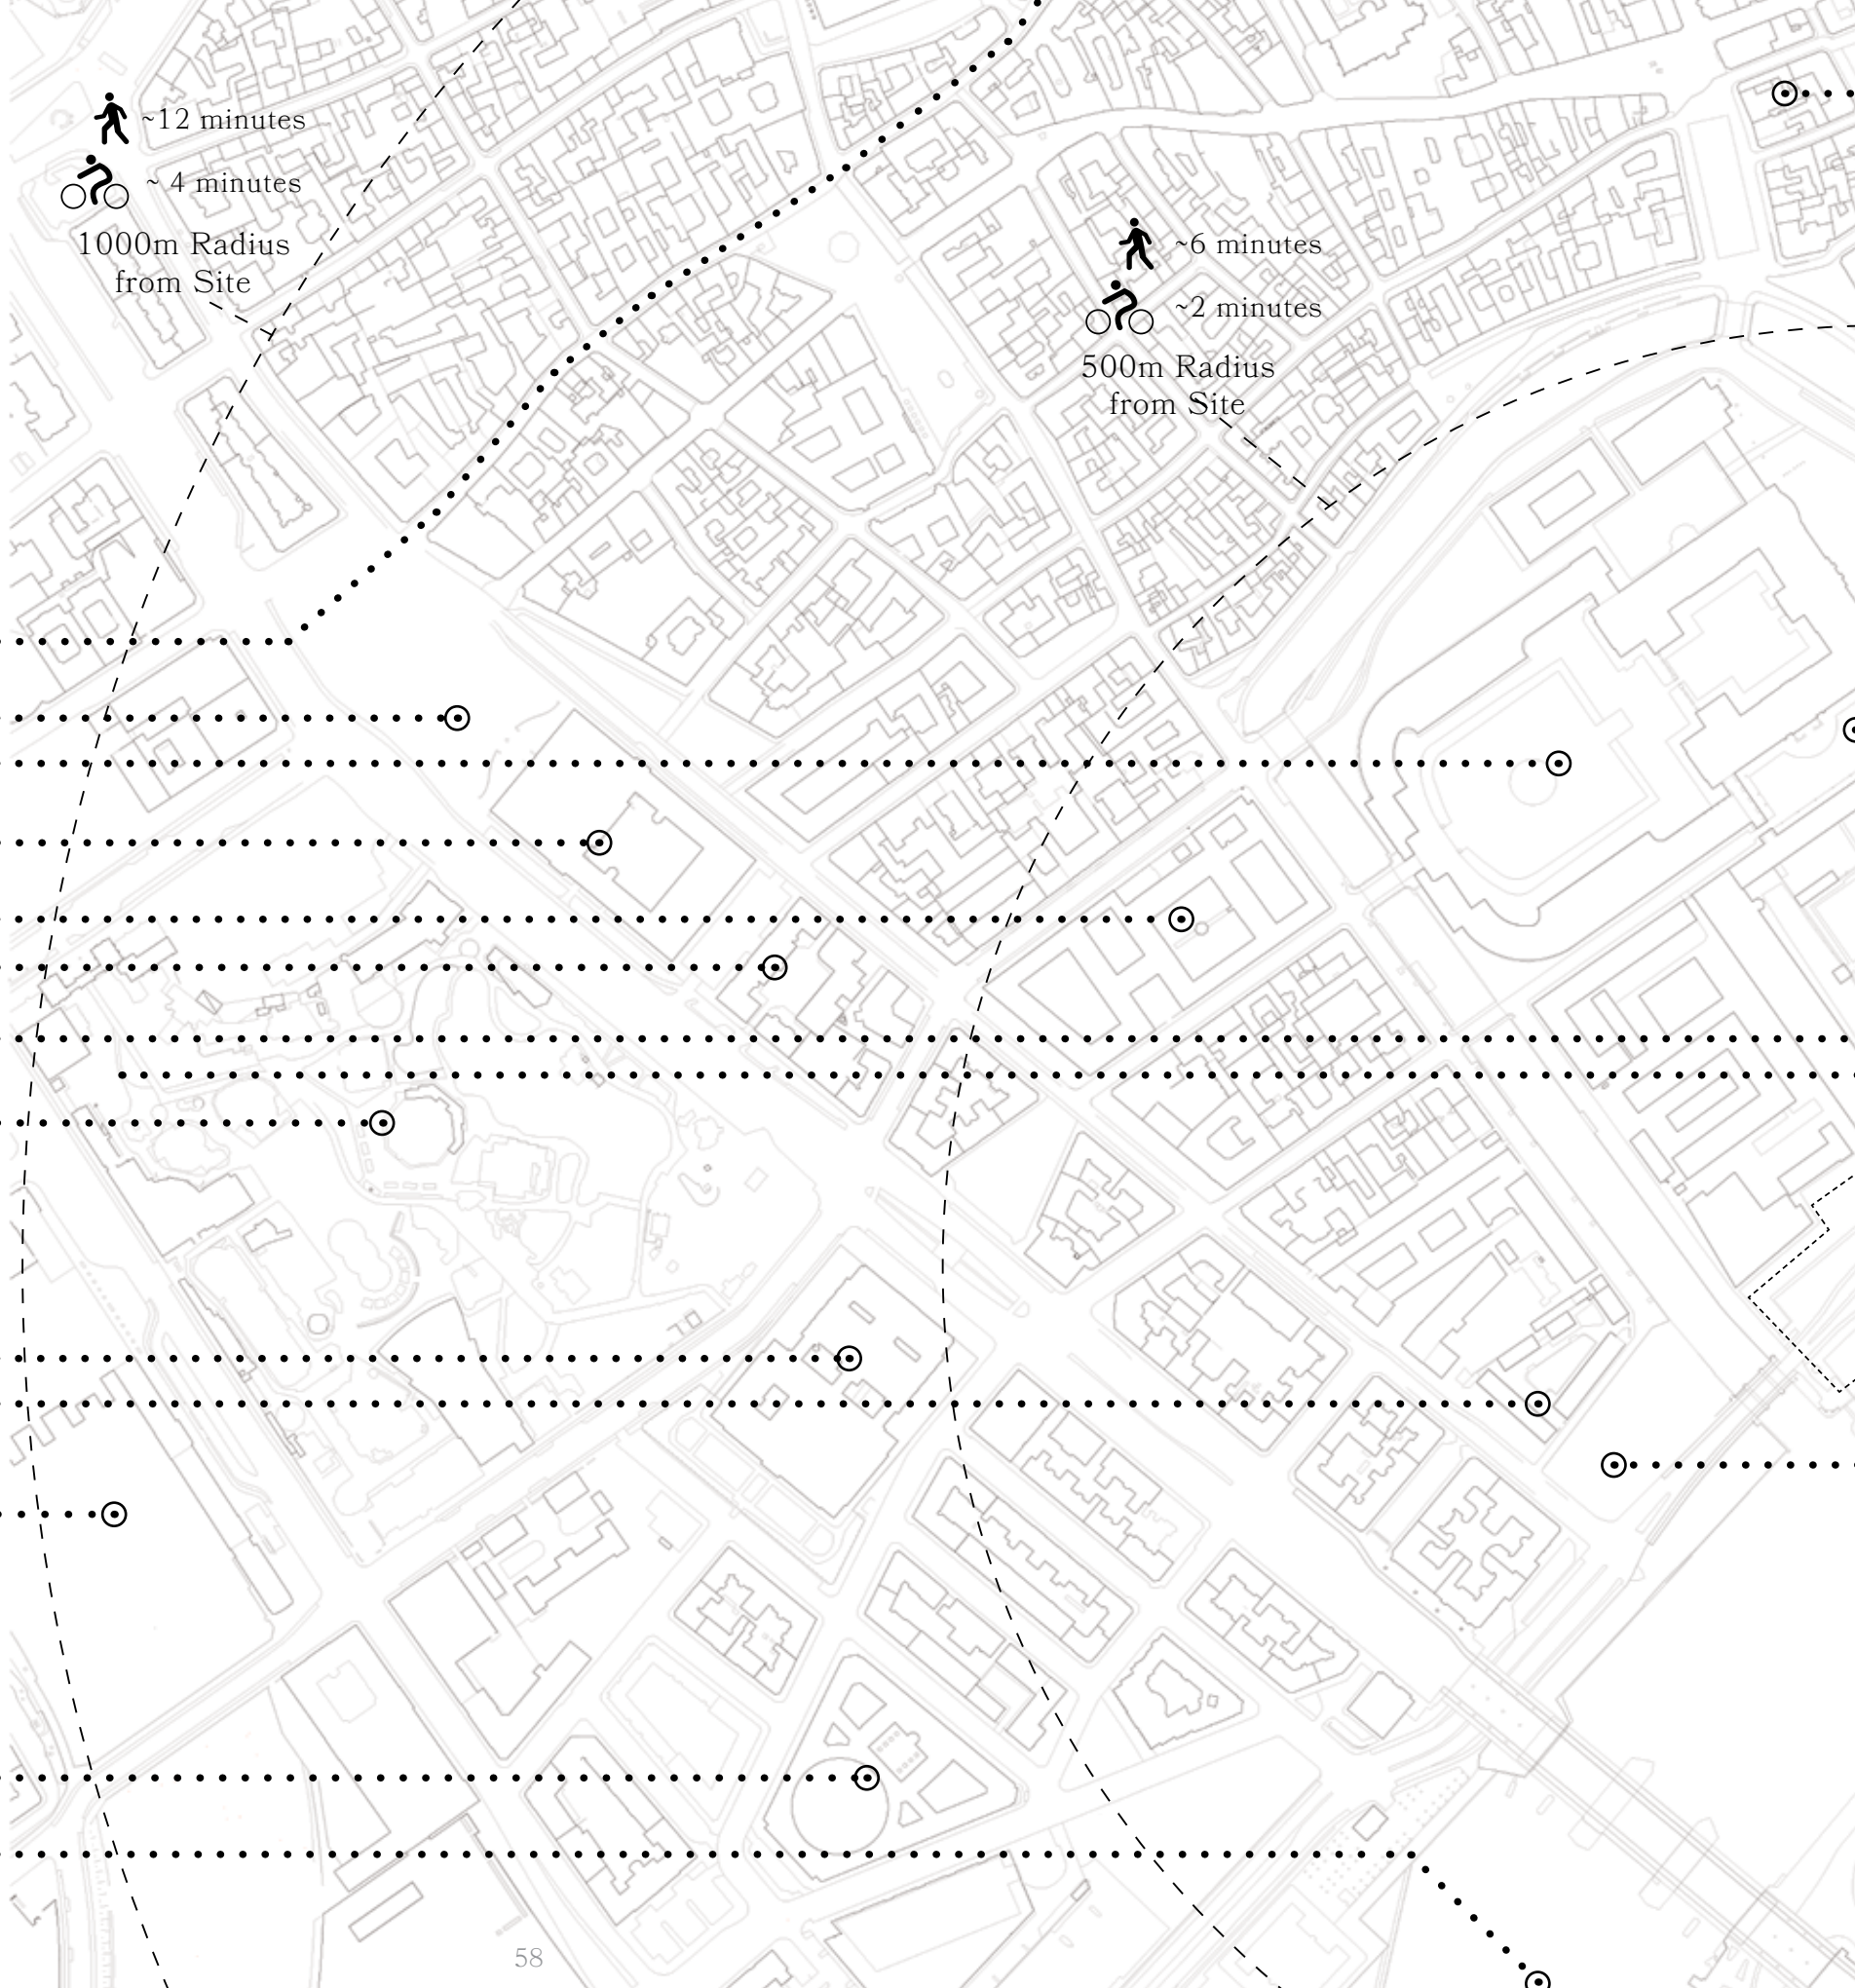 ~12 minutes
~ 4 minutes
1000m Radius
from Site
~6 minutes
~2 minutes
500m Radius
from Site
58